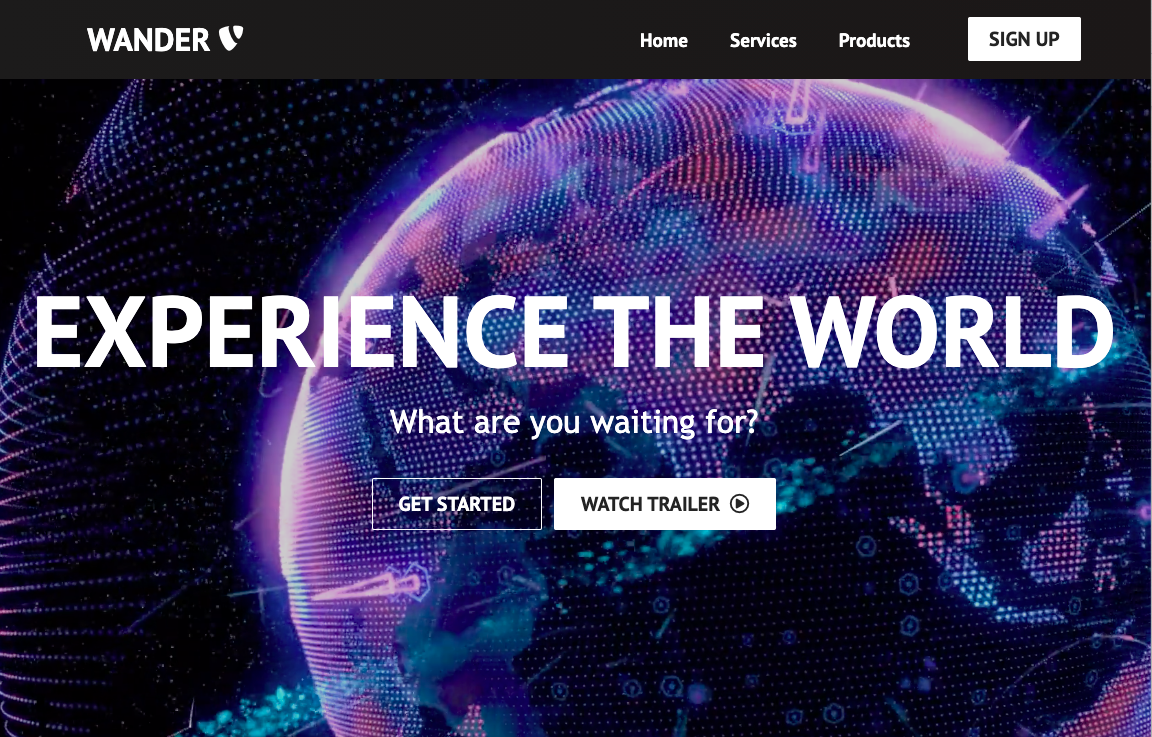 WANDER
Home
Services
Products
SIGN UP
EXPERIENCE THE WORLD
What are you waiting for?
GET STARTED
WATCH TRAILER